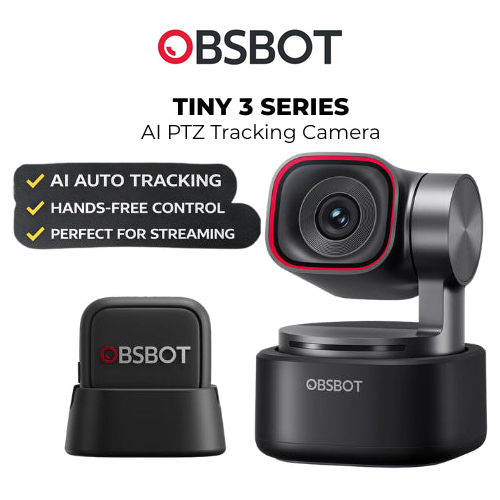 OBSBOT
TINY 3 SERIES
AI PTZ Tracking Camera
AI AUTO TRACKING
HANDS-FREE CONTROL
PERFECT FOR STREAMING
OBSBOT
OBSBOT